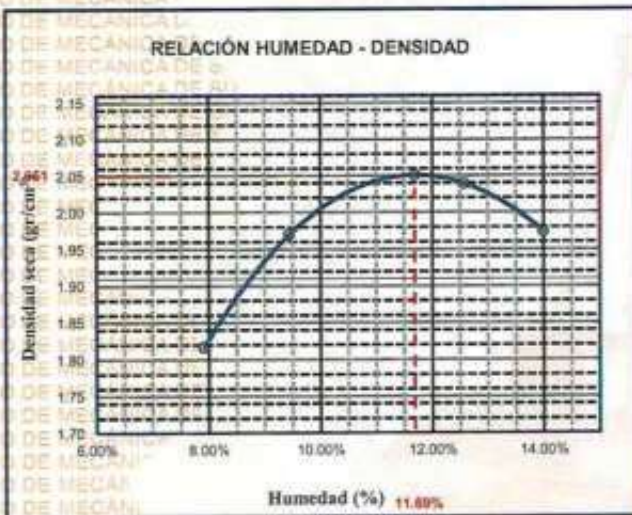 RELACIÓN HUMEDAD - DENSIDAD
2.15
2.10
2.05
2.00
1.95
1.90
1.85
1.80
1.75
1.70
Densidad seca (gr/cm³)
6.00% 8.00% 10.00% 12.00% 14.00%
Humedad (%) 11.69%